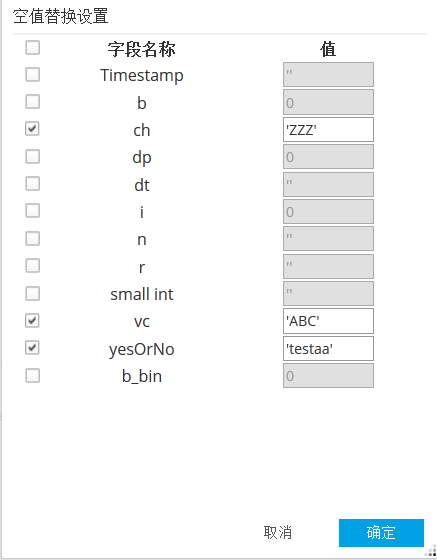 空值替换设置
字段名称 值
Timestamp ''
b 0
ch 'ZZZ'
dp 0
dt ''
i 0
n ''
r ''
small int ''
vc 'ABC'
yesOrNo 'testaa'
b_bin 0
取消 确定